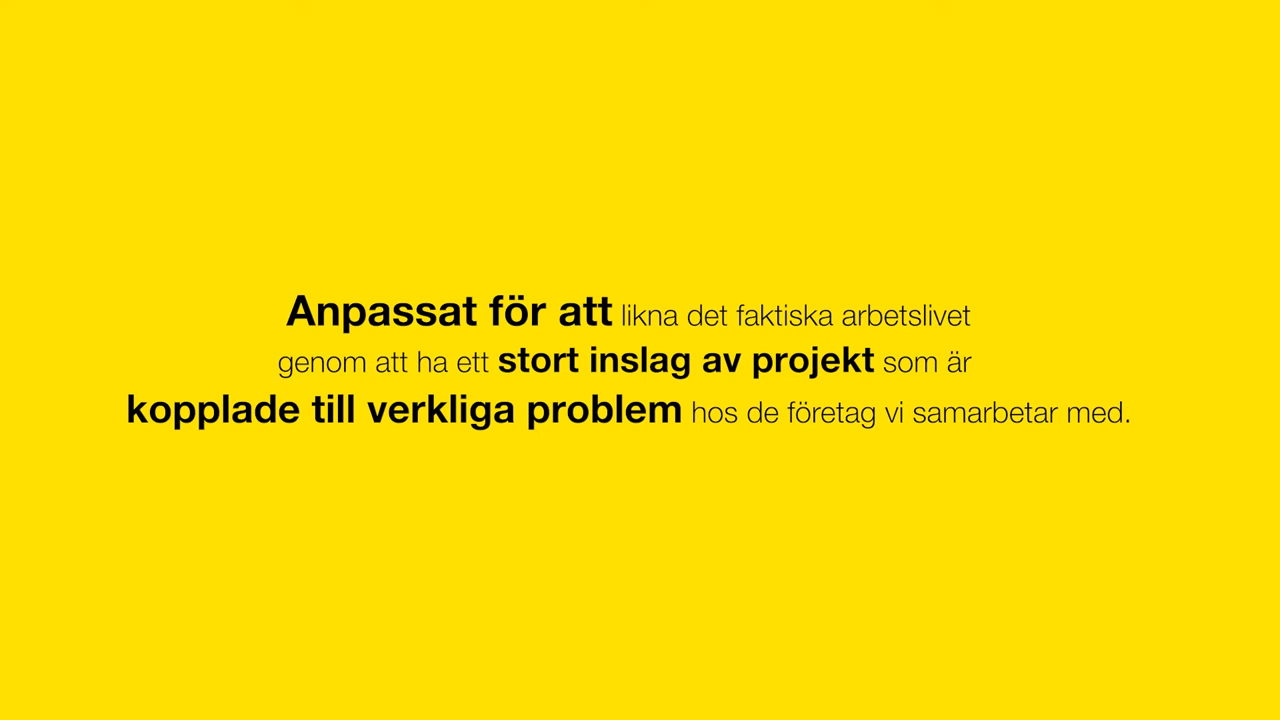 Anpassat för att likna det faktiska arbetslivet
genom att ha ett stort inslag av projekt som är
kopplade till verkliga problem hos de företag vi samarbetar med.